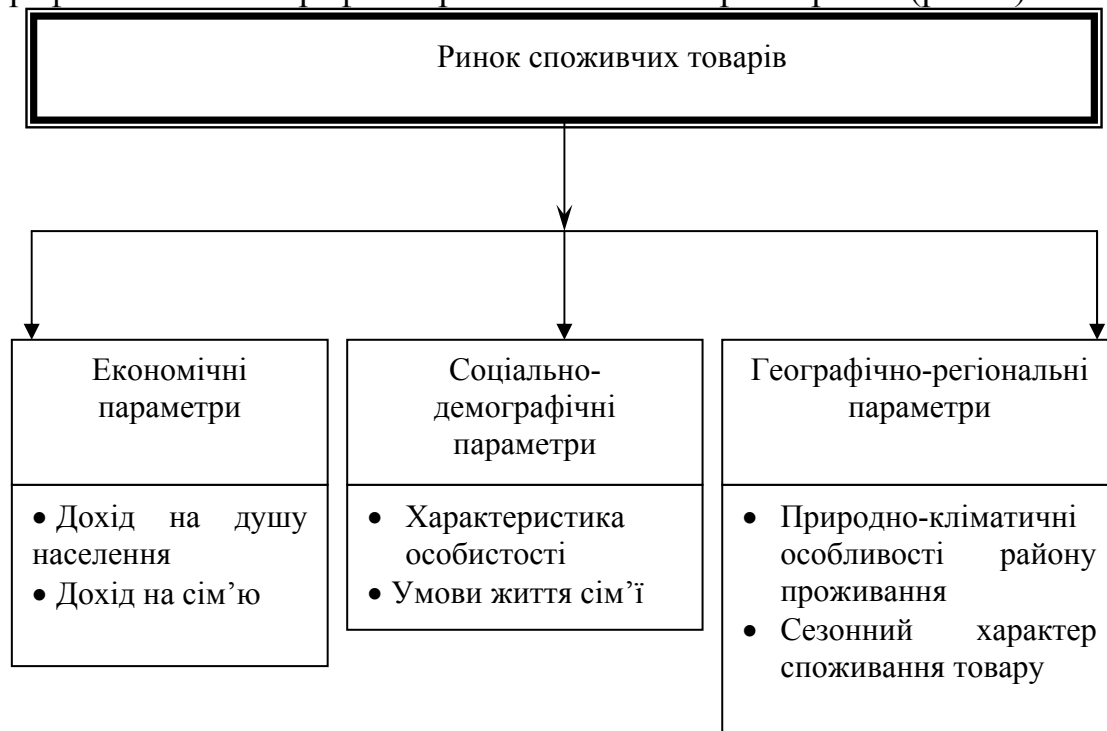 Ринок споживчих товарів
Економічні
параметри
• Дохід на душу
населення
• Дохід на сім’ю
Соціально-
демографічні
параметри
• Характеристика
особистості
• Умови життя сім’ї
Географічно-регіональні
параметри
• Природно-кліматичні
особливості району
проживання
• Сезонний характер
споживання товару